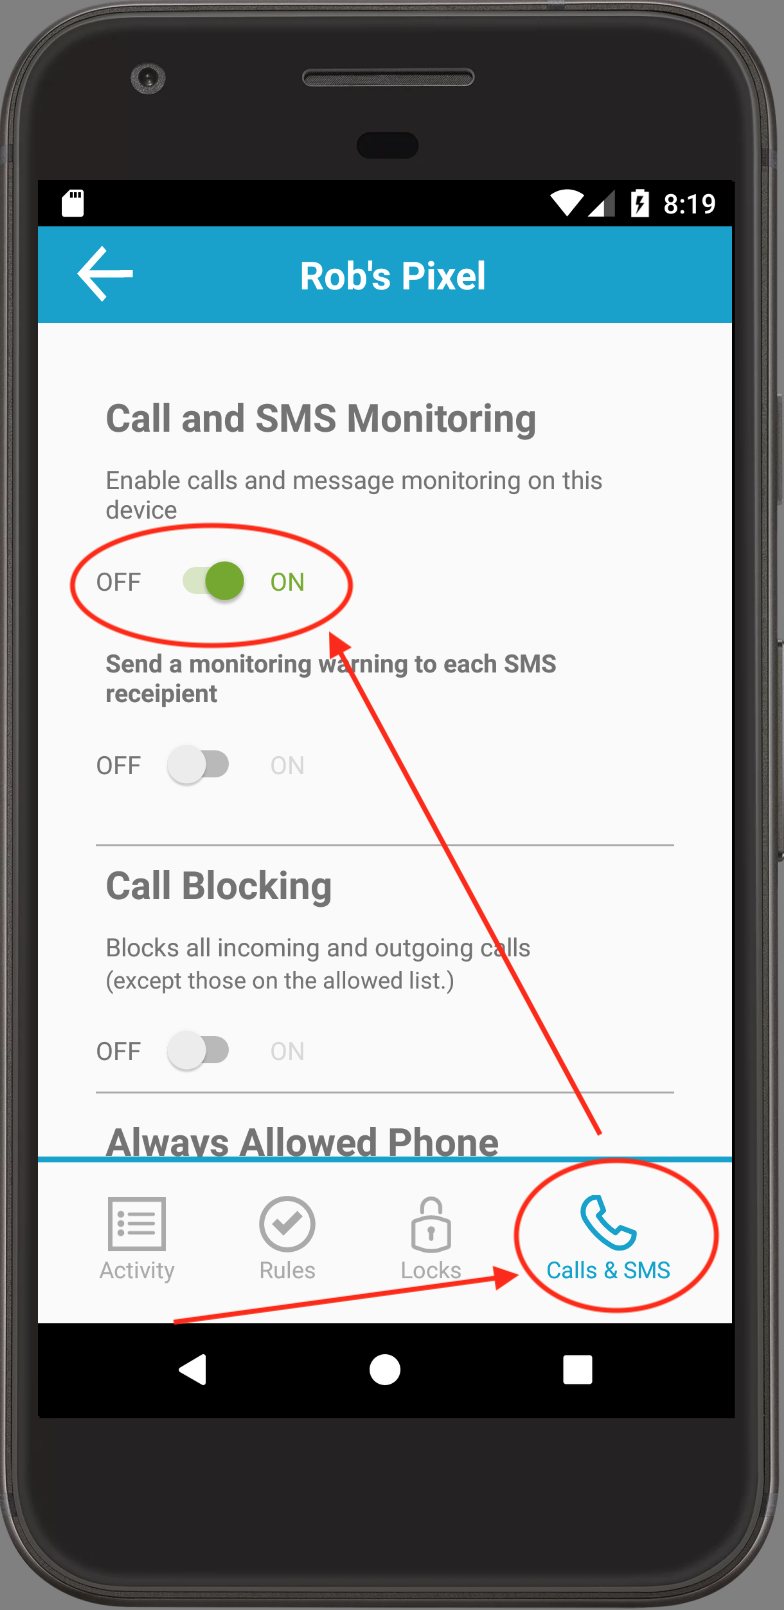 8:19
Rob's Pixel
Call and SMS Monitoring
Enable calls and message monitoring on this
device
OFF ON
Send a monitoring warning to each SMS
receipient
OFF ON
Call Blocking
Blocks all incoming and outgoing calls
(except those on the allowed list.)
OFF ON
Always Allowed Phone
Activity Rules Locks Calls & SMS